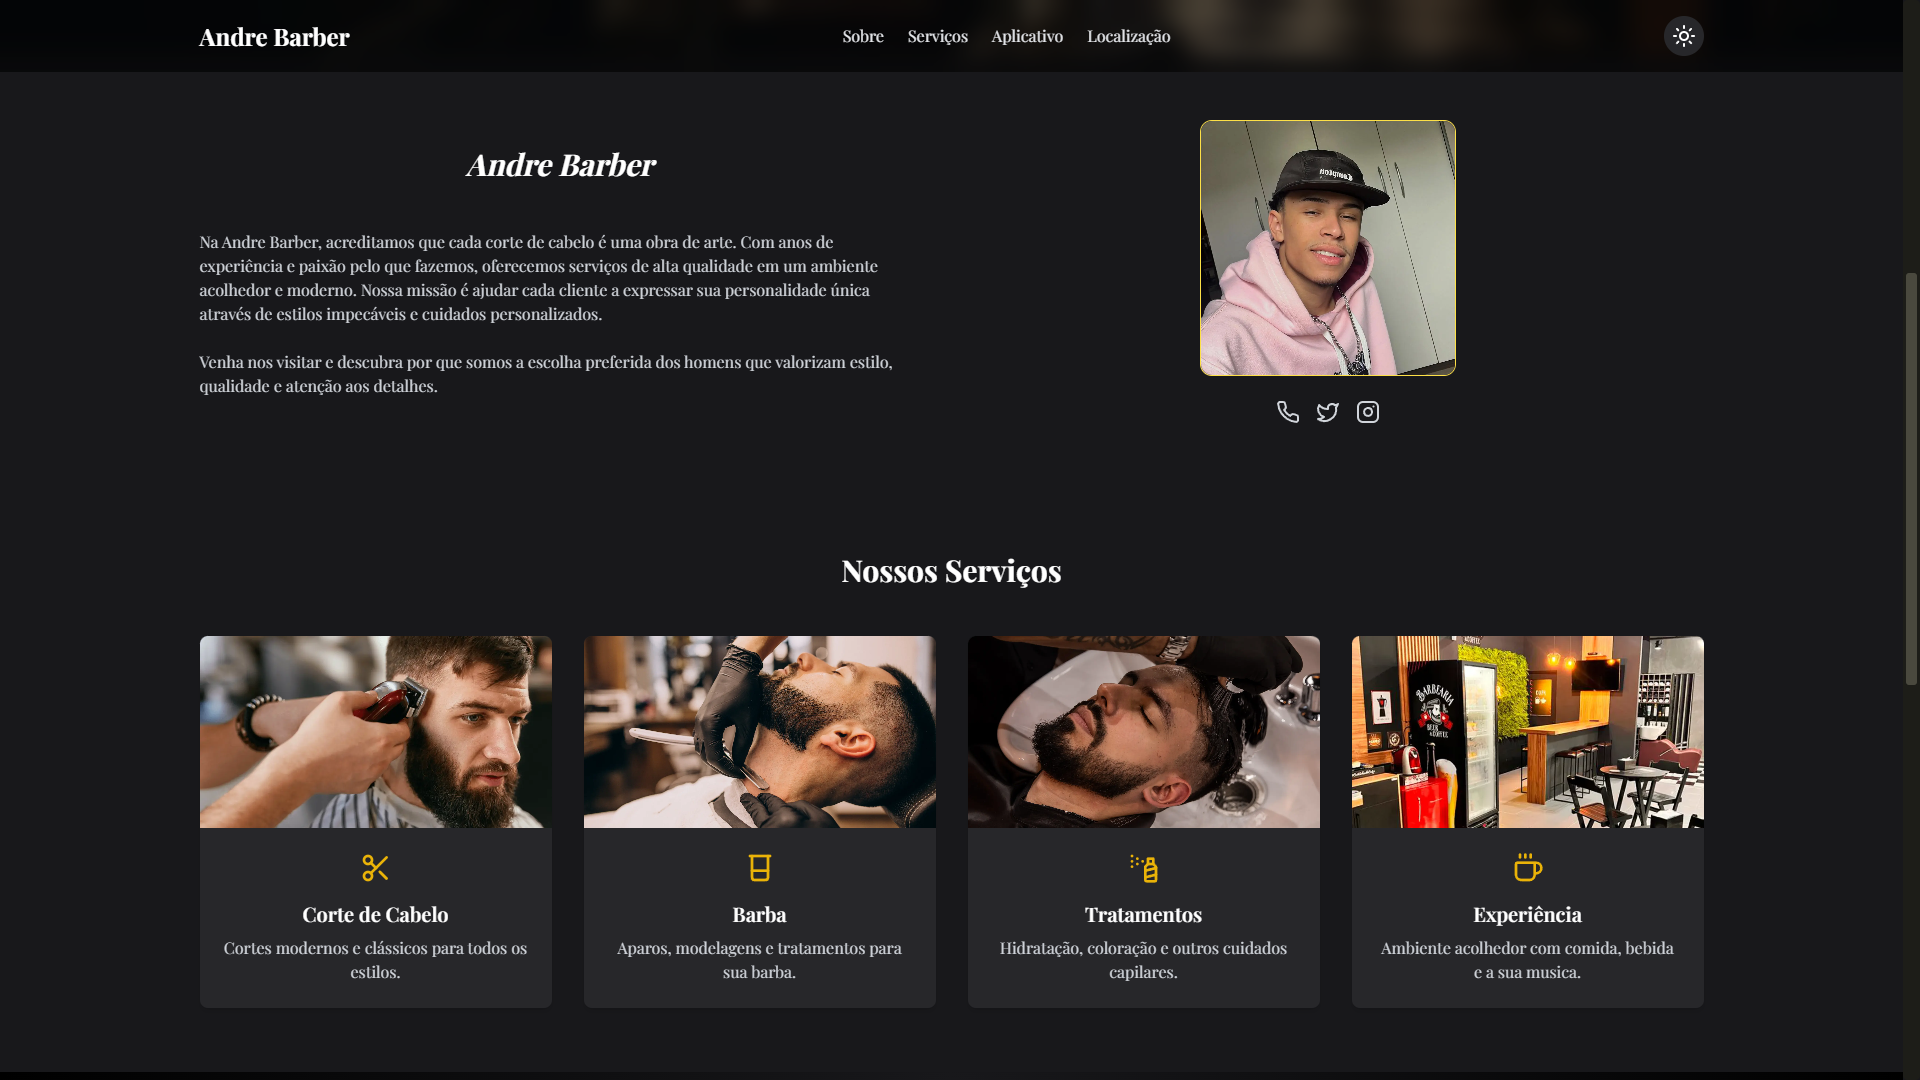 Andre Barber
Sobre
Serviços
Aplicativo
Localização
Andre Barber
Na Andre Barber, acreditamos que cada corte de cabelo é uma obra de arte. Com anos de
experiência e paixão pelo que fazemos, oferecemos serviços de alta qualidade em um ambiente
acolhedor e moderno. Nossa missão é ajudar cada cliente a expressar sua personalidade única
através de estilos impecáveis e cuidados personalizados.
Venha nos visitar e descubra por que somos a escolha preferida dos homens que valorizam estilo,
qualidade e atenção aos detalhes.
Nossos Serviços
BARBEARIA
Corte de Cabelo
Cortes modernos e clássicos para todos os
estilos.
Barba
Aparos, modelagens e tratamentos para
sua barba.
Tratamentos
Hidratação, coloração e outros cuidados
capilares.
Experiência
Ambiente acolhedor com comida, bebida
e a sua musica.